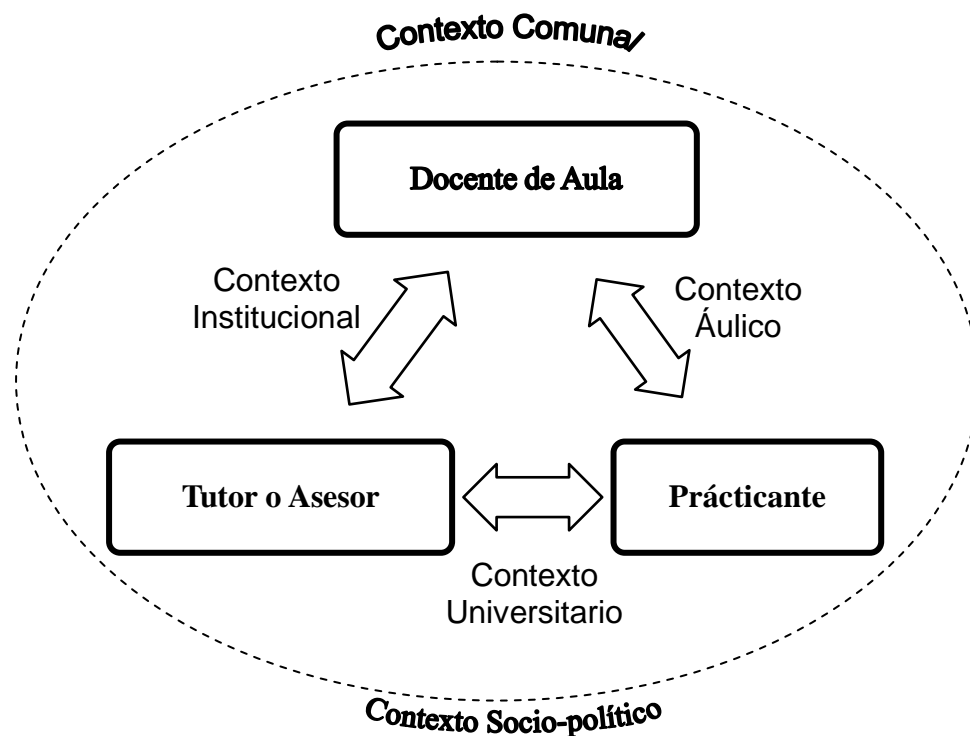 Contexto Comunal
Docente de Aula
Contexto
Institucional
Contexto
Áulico
Tutor o Asesor
Prácticante
Contexto
Universitario
Contexto Socio-político